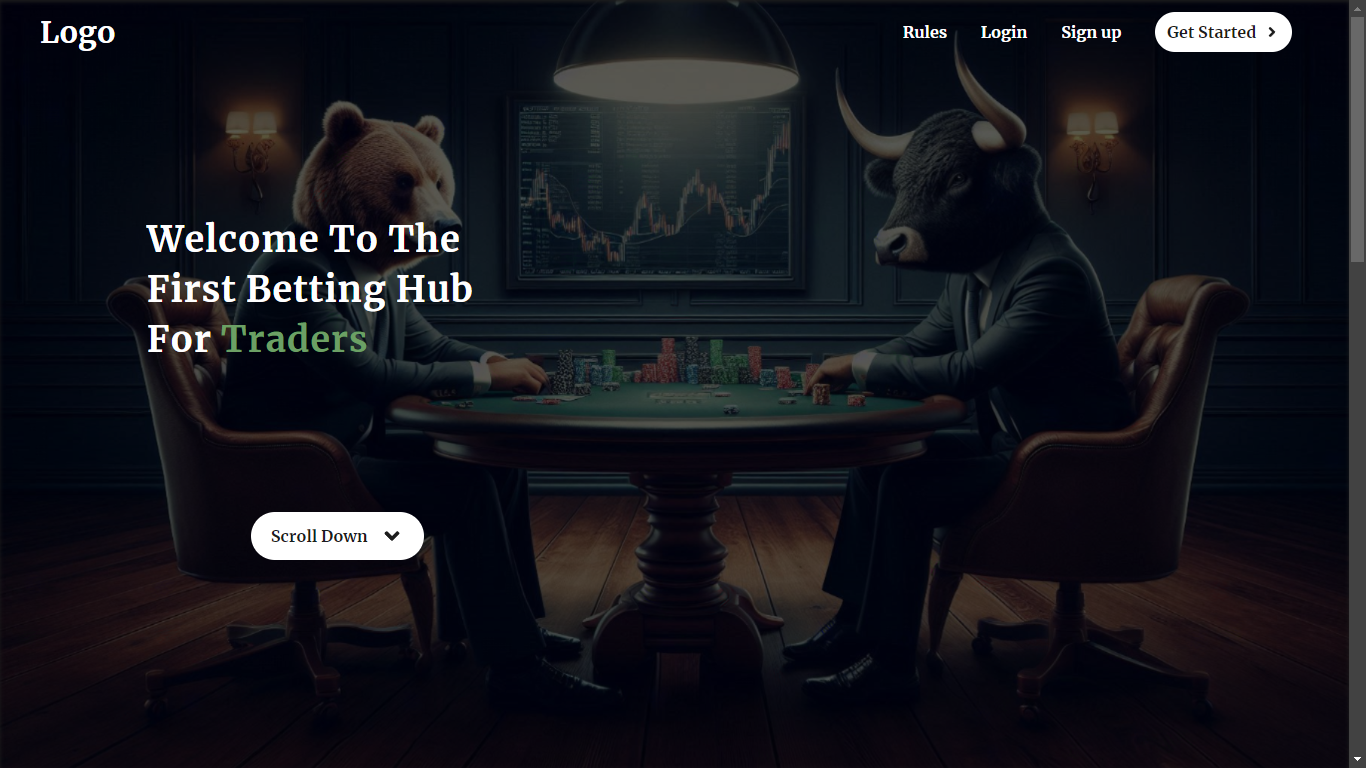 Logo
Rules
Login
Sign up
Get Started
Welcome To The
First Betting Hub
For Traders
Scroll Down